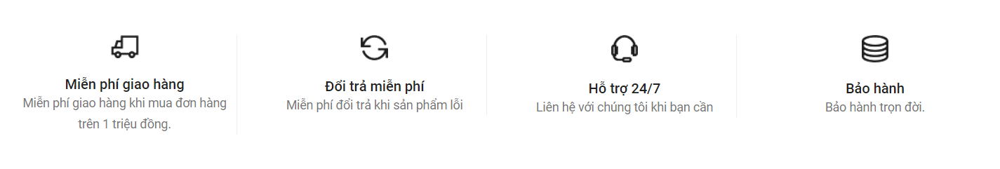 Miễn phí giao hàng
Miễn phí giao hàng khi mua đơn hàng
trên 1 triệu đồng.
Đổi trả miễn phí
Miễn phí đổi trả khi sản phẩm lỗi
Hỗ trợ 24/7
Liên hệ với chúng tôi khi bạn cần
Bảo hành
Bảo hành trọn đời.